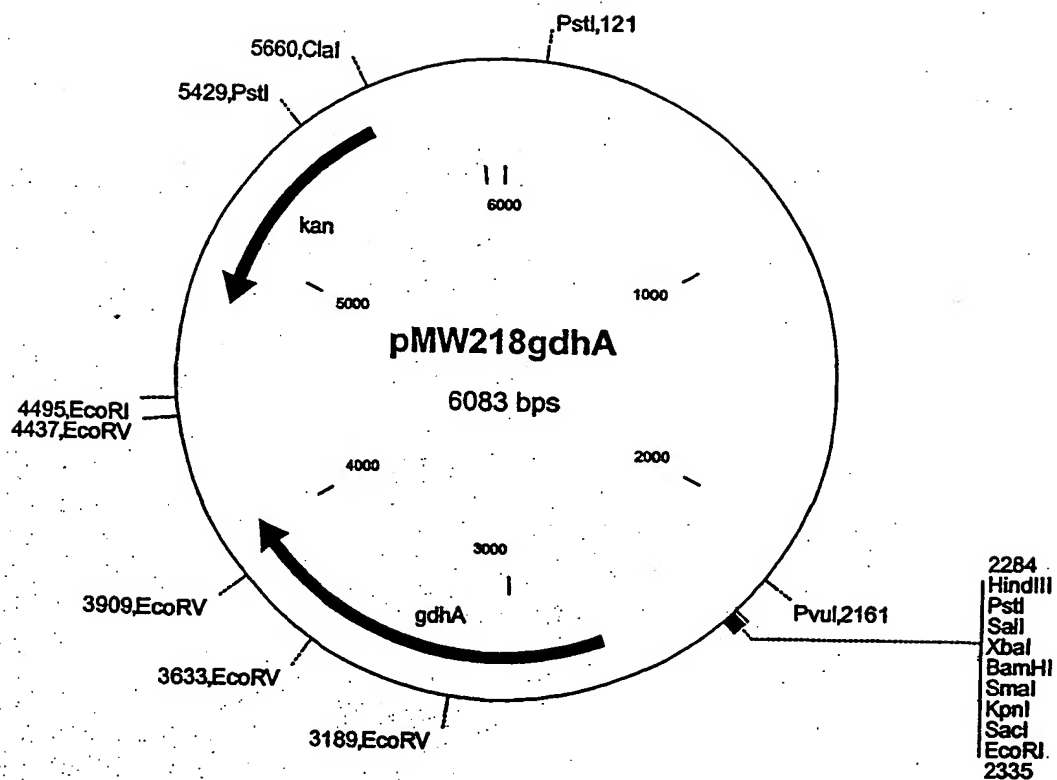 PstI,121
5660,ClaI
5429,PstI
6000
kan
1000
5000
pMW218gdhA
6083 bps
4495,EcoRI
4437,EcoRV
2000
4000
3000
2284
HindIII
PstI
SalI
XbaI
BamHI
SmaI
KpnI
SacI
EcoRI
2335
3909,EcoRV
gdhA
PvuI,2161
3633,EcoRV
3189,EcoRV